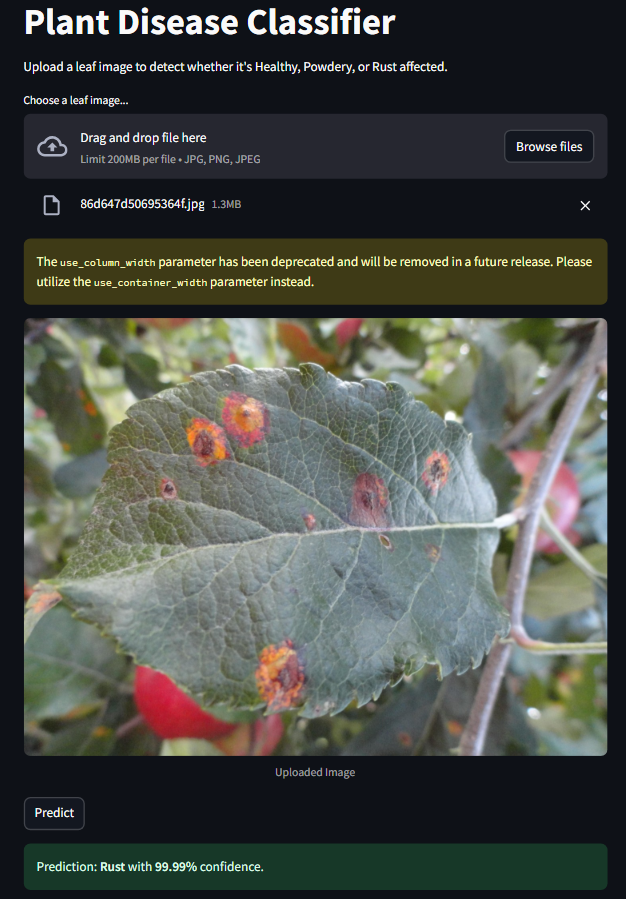 Plant Disease Classifier
Upload a leaf image to detect whether it's Healthy, Powdery, or Rust affected.
Choose a leaf image...
Drag and drop file here
Limit 200MB per file • JPG, PNG, JPEG
Browse files
86d647d50695364f.jpg 1.3MB
The use_column_width parameter has been deprecated and will be removed in a future release. Please
utilize the use_container_width parameter instead.
Uploaded Image
Predict
Prediction: Rust with 99.99% confidence.